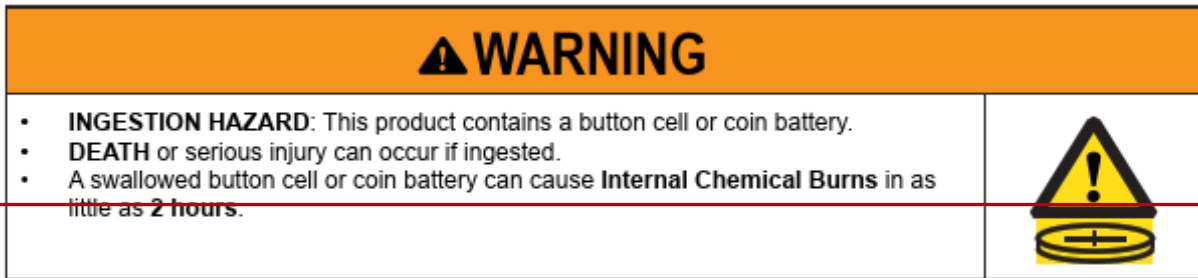 WARNING
• INGESTION HAZARD: This product contains a button cell or coin battery.
• DEATH or serious injury can occur if ingested.
• A swallowed button cell or coin battery can cause Internal Chemical Burns in as
little as 2 hours.